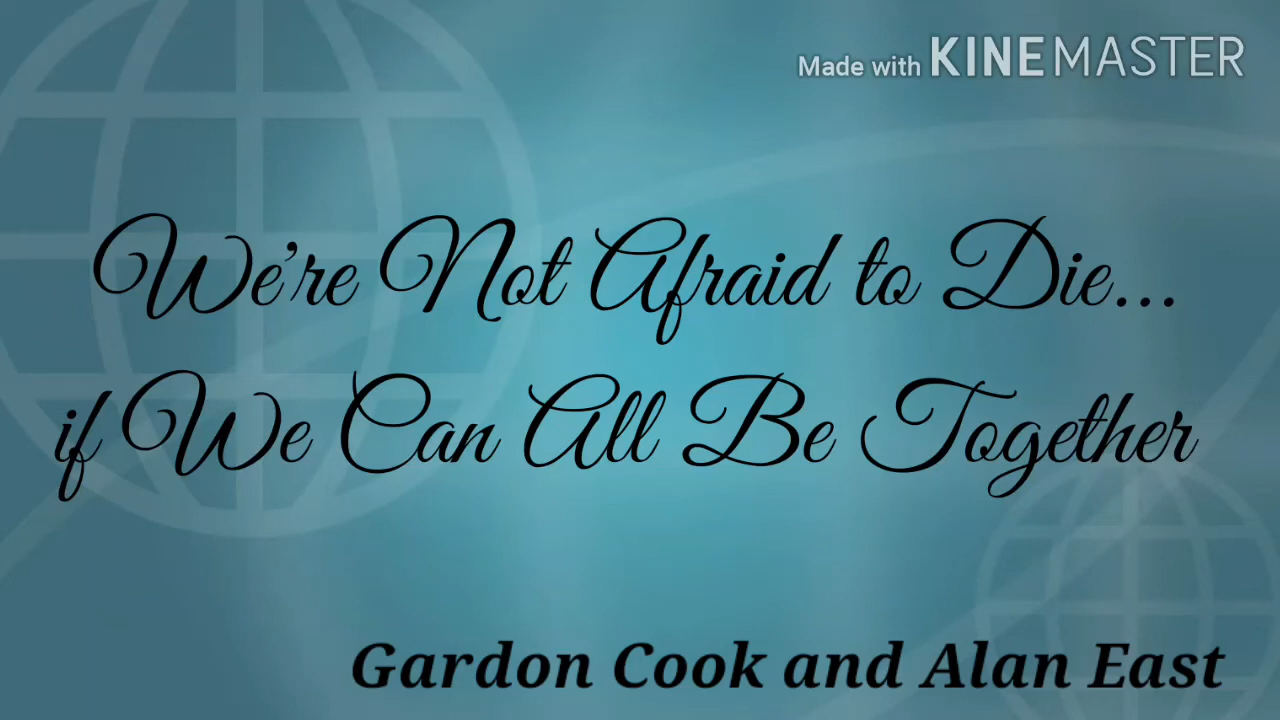 Made with KINEMASTER
We're Not Afraid to Die...
if We Can All Be Together
Gardon Cook and Alan East